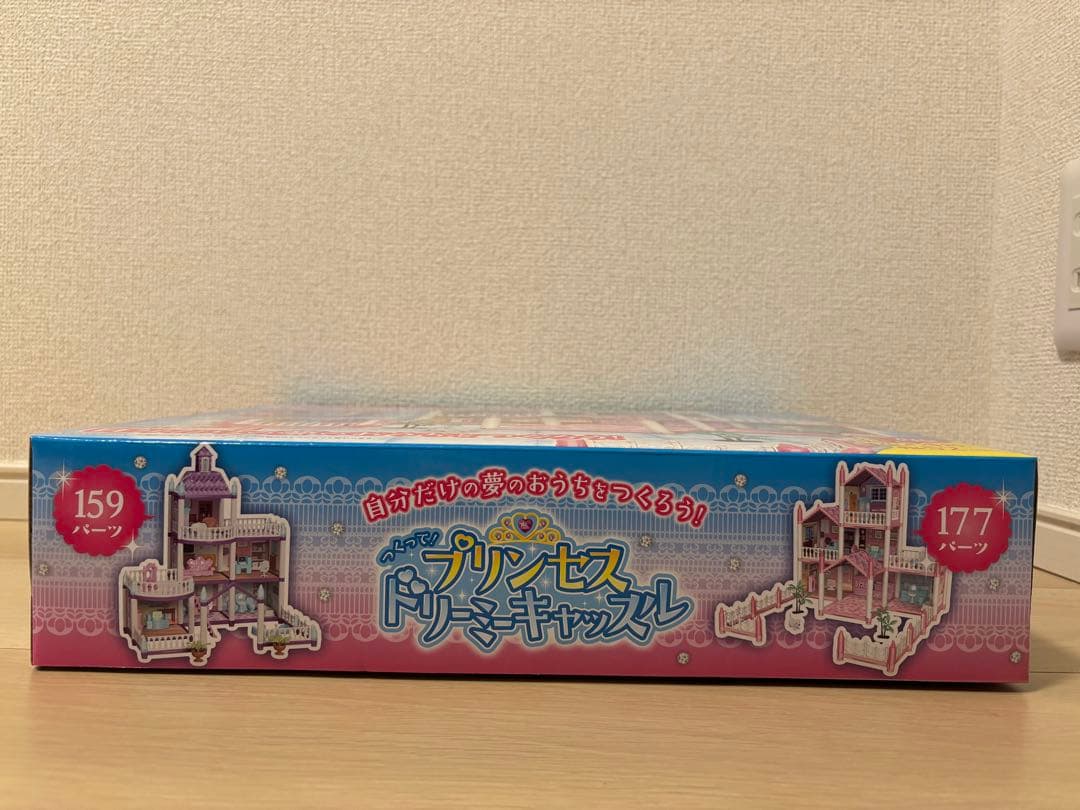 159
パーツ
自分だけの夢のおうちをつくろう!
つくって!
プリンセス
ドリーミーキャッスル
177
パーツ